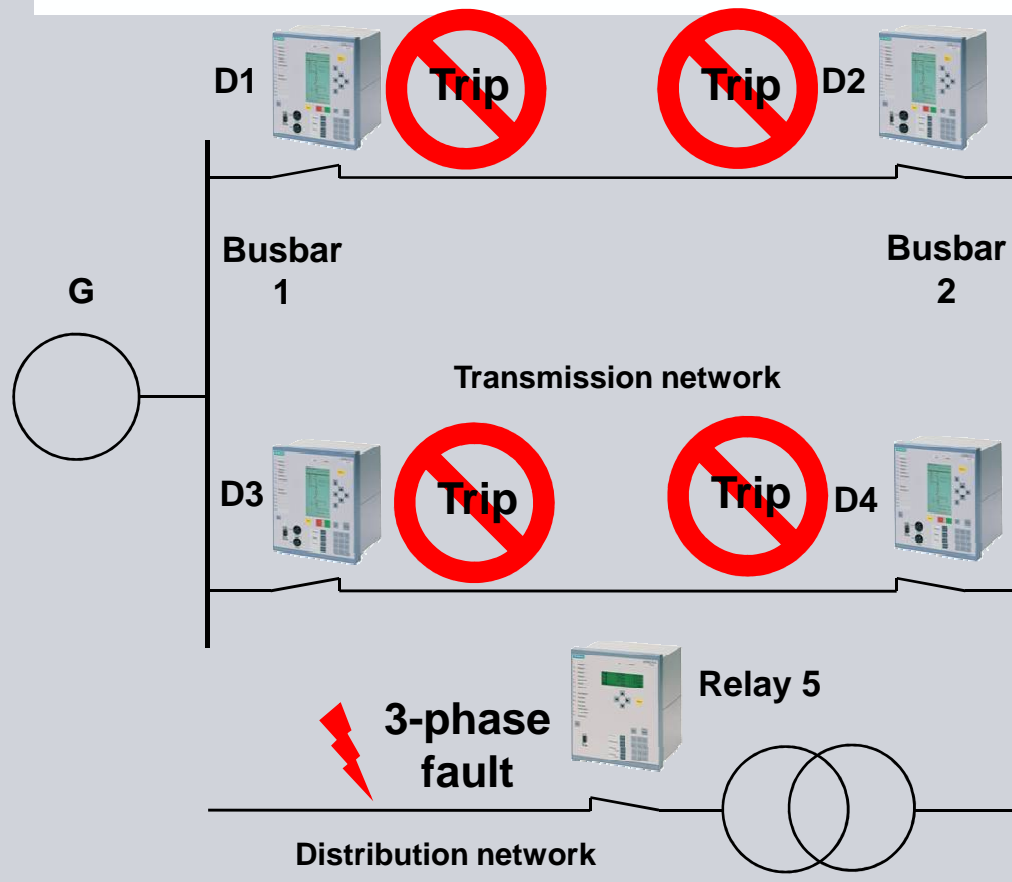 D1
Trip
Trip
D2
Busbar
1
Busbar
2
G
Transmission network
D3
Trip
Trip
D4
Relay 5
3-phase
fault
Distribution network